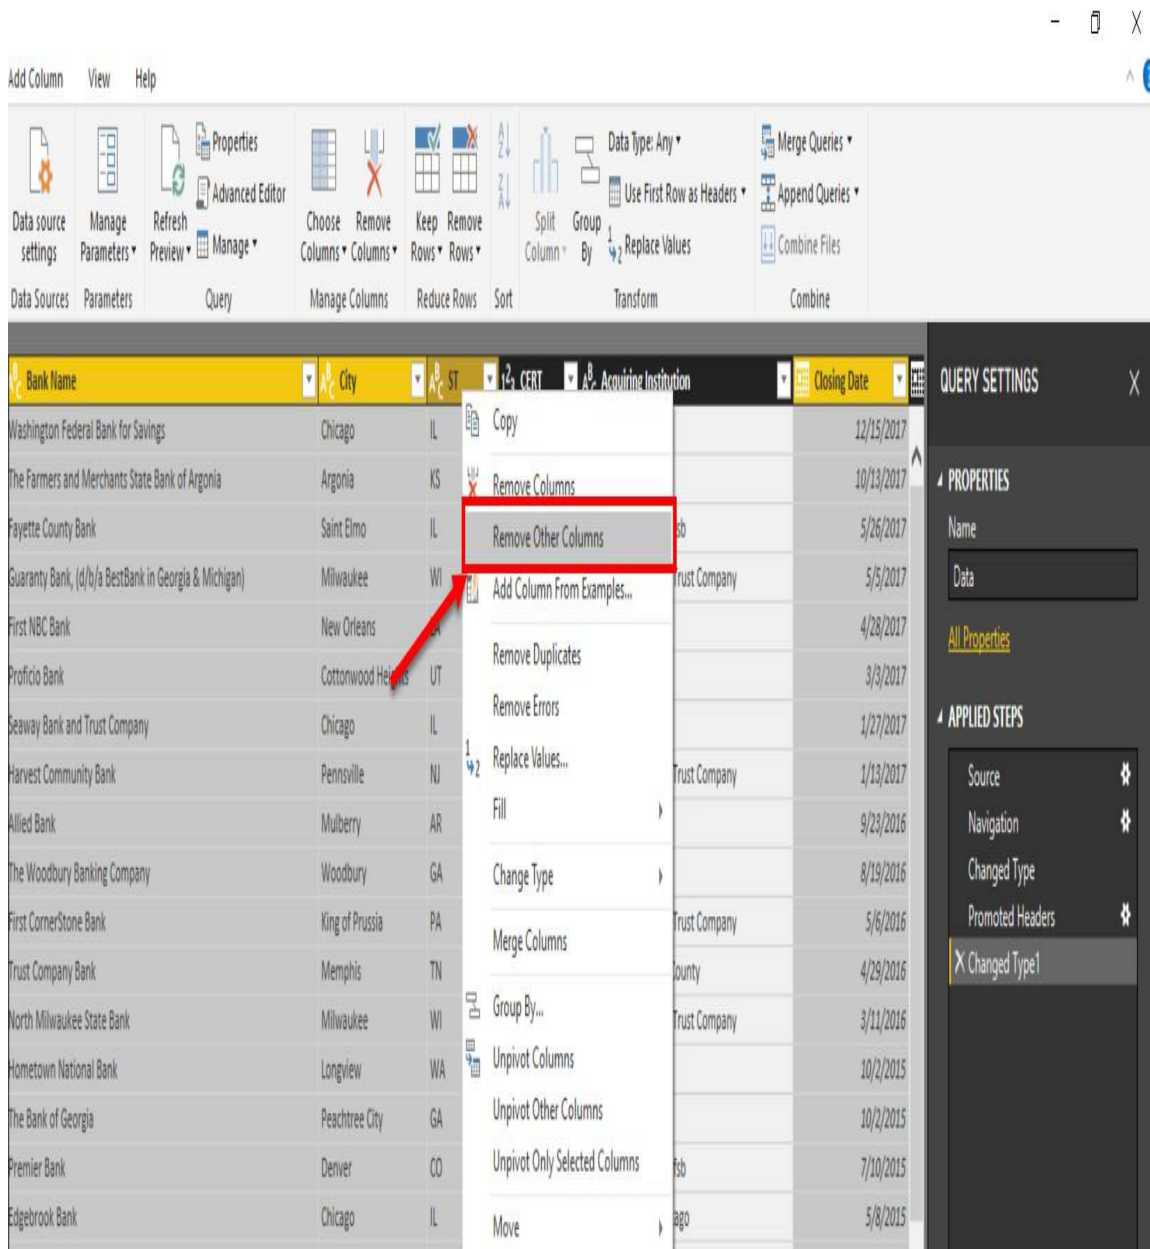 Add Column View Help
Data source settings
Manage Parameters
Refresh Preview
Properties
Advanced Editor
Manage
Choose Columns
Remove Columns
Keep Rows
Remove Rows
Split Column
Group By
Data Type: Any
Use First Row as Headers
Replace Values
Merge Queries
Append Queries
Combine Files
Data Sources Parameters Query Manage Columns Reduce Rows Sort Transform Combine
Bank Name City ST CERT Acquiring Institution Closing Date
Washington Federal Bank for Savings Chicago IL 12/15/2017
The Farmers and Merchants State Bank of Argonia Argonia KS 10/13/2017
Fayette County Bank Saint Elmo IL 5/26/2017
Guaranty Bank, (d/b/a BestBank in Georgia & Michigan) Milwaukee WI Trust Company 5/5/2017
First NBC Bank New Orleans 4/28/2017
Proficio Bank Cottonwood Heights UT 3/3/2017
Seaway Bank and Trust Company Chicago IL 1/27/2017
Harvest Community Bank Pennsville NJ Trust Company 1/13/2017
Allied Bank Mulberry AR 9/23/2016
The Woodbury Banking Company Woodbury GA 8/19/2016
First CornerStone Bank King of Prussia PA Trust Company 5/6/2016
Trust Company Bank Memphis TN 4/29/2016
North Milwaukee State Bank Milwaukee WI Trust Company 3/11/2016
Hometown National Bank Longview WA 10/2/2015
The Bank of Georgia Peachtree City GA 10/2/2015
Premier Bank Denver CO 7/10/2015
Edgebrook Bank Chicago IL 5/8/2015
Copy
Remove Columns
Remove Other Columns
Add Column From Examples...
Remove Duplicates
Remove Errors
Replace Values...
Fill
Change Type
Merge Columns
Group By...
Unpivot Columns
Unpivot Other Columns
Unpivot Only Selected Columns
Move
QUERY SETTINGS
PROPERTIES
Name
Data
All Properties
APPLIED STEPS
Source
Navigation
Changed Type
Promoted Headers
Changed Type1